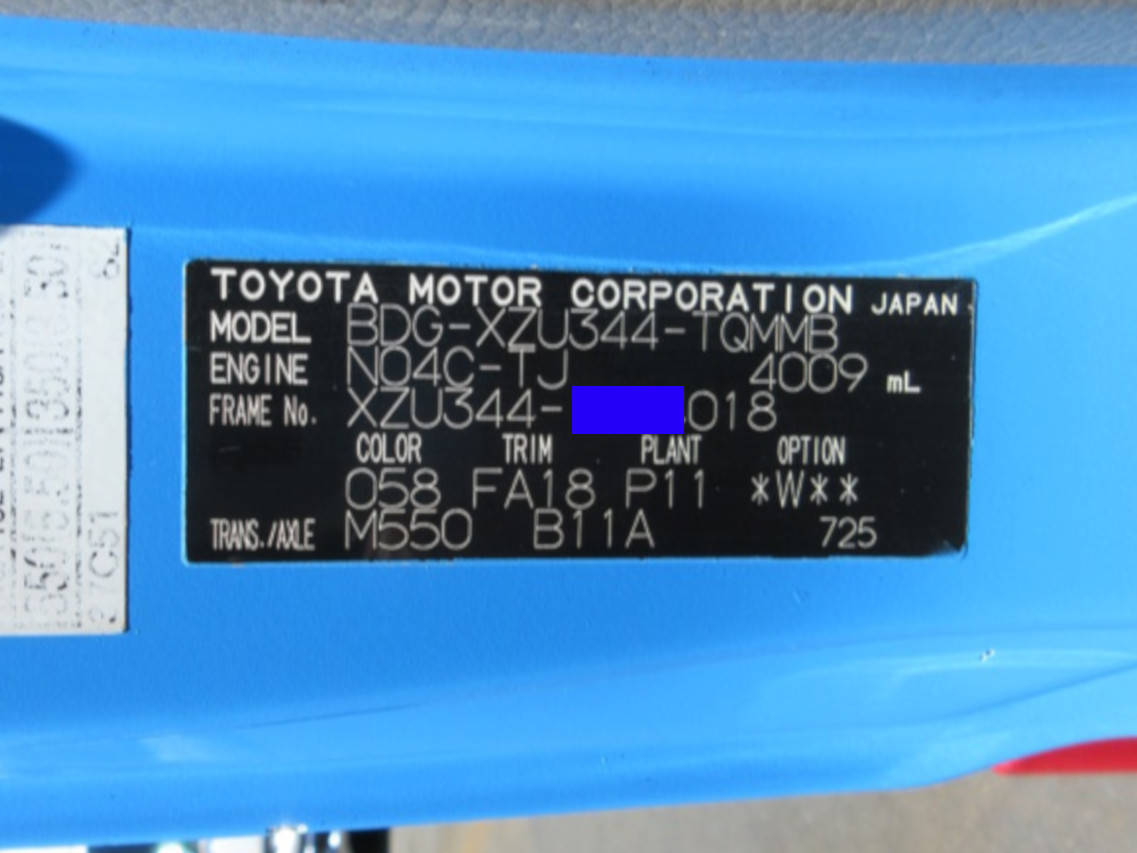 TOYOTA MOTOR CORPORATION JAPAN
MODEL BDG-XZU344-TQMMB
ENGINE N04C-TJ 4009 mL
FRAME No. XZU344- 018
COLOR TRIM PLANT OPTION
058 FA18 P11 *W**
TRANS./AXLE M550 B11A 725